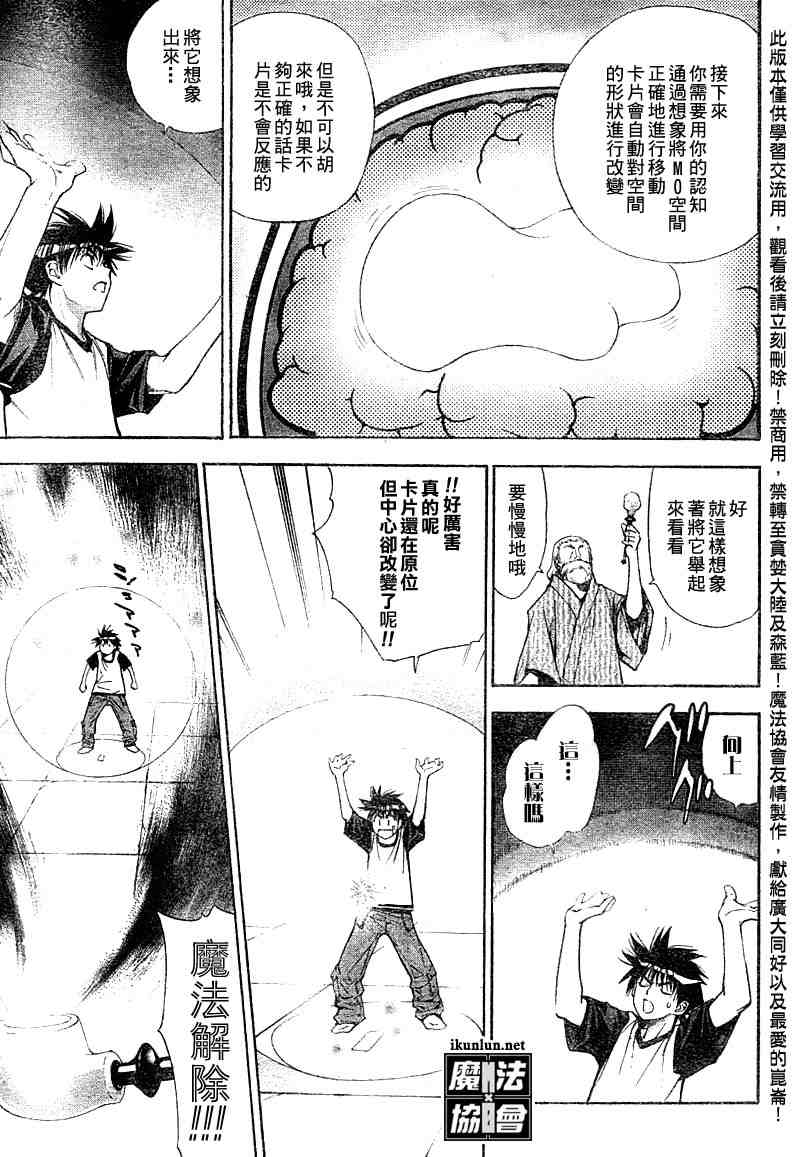 接下來
你需要用你的認知
通過想象將MO空間
正確地進行移動
卡片會自動對空間
的形狀進行改變
但是不可以胡
來哦，如果不
夠正確的話卡
片是不會反應的
將它想象
出來…
好
就這樣想象
著將它舉起
來看看
要慢慢地哦
向上
這…
這樣嗎
!!好厲害
真的呢
卡片還在原位
但中心卻改變了呢!!
魔法解除!!!
ikunlun.net
魔法
M×0
協會
此版本僅供學習交流用，觀看後請立刻刪除！禁商用，禁轉至貪婪大陸及森藍！魔法協會友情製作，獻給廣大同好以及最愛的崑崙！